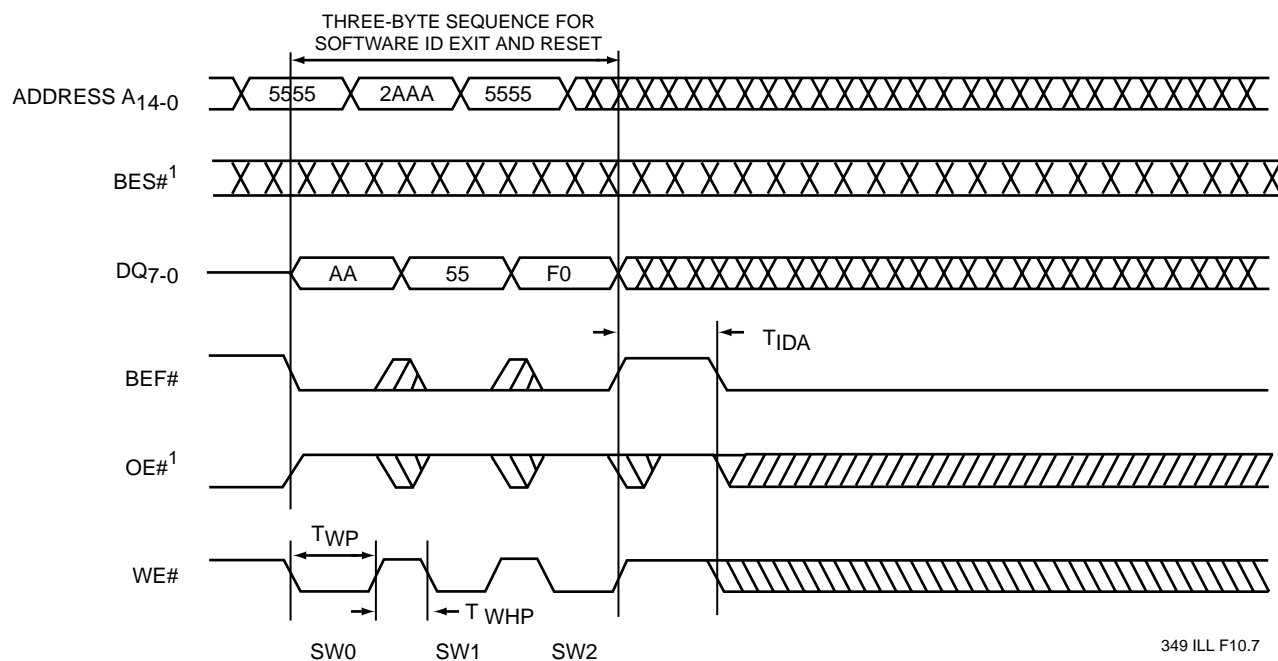 THREE-BYTE SEQUENCE FOR
SOFTWARE ID EXIT AND RESET
ADDRESS A14-0
5555 2AAA 5555
BES#1
DQ7-0
AA 55 F0
TIDA
BEF#
OE#1
TWP
WE#
T WHP
SW0 SW1 SW2
349 ILL F10.7